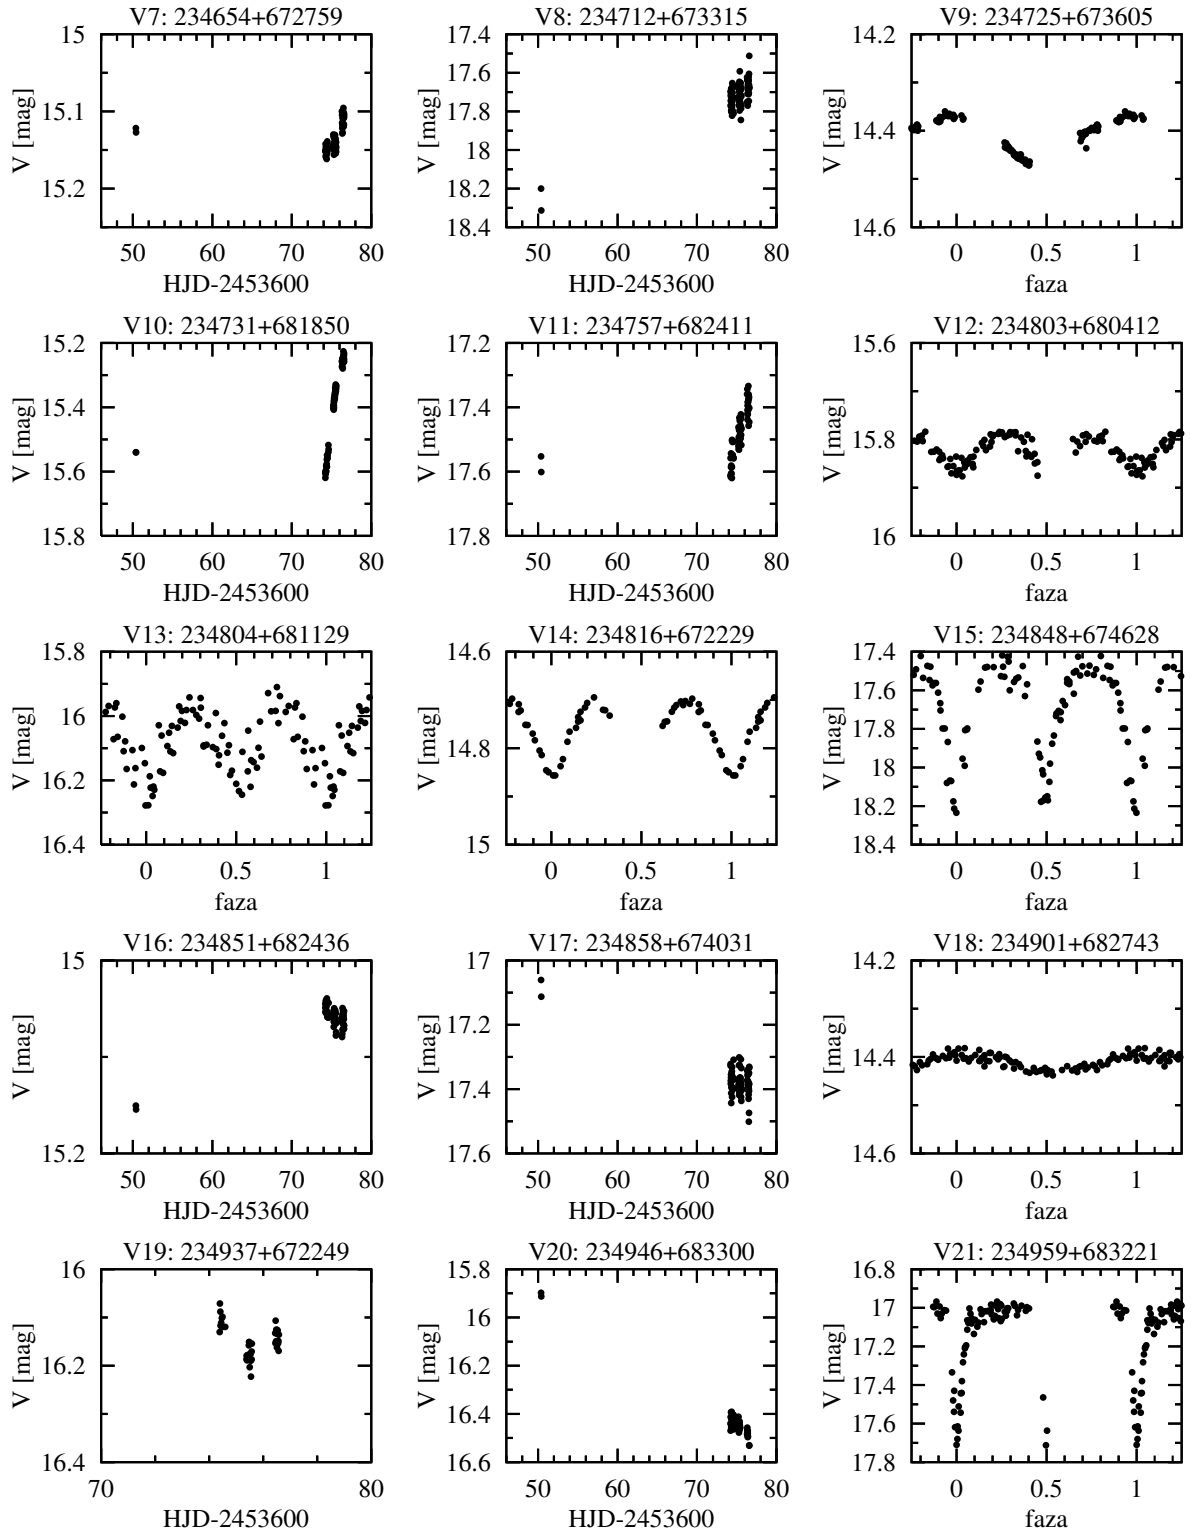 V7: 234654+672759
V [mag]
15
15.1
15.2
50 60 70 80
HJD-2453600
V8: 234712+673315
V [mag]
17.4
17.6
17.8
18
18.2
18.4
50 60 70 80
HJD-2453600
V9: 234725+673605
V [mag]
14.2
14.4
14.6
0 0.5 1
faza
V10: 234731+681850
V [mag]
15.2
15.4
15.6
15.8
50 60 70 80
HJD-2453600
V11: 234757+682411
V [mag]
17.2
17.4
17.6
17.8
50 60 70 80
HJD-2453600
V12: 234803+680412
V [mag]
15.6
15.8
16
0 0.5 1
faza
V13: 234804+681129
V [mag]
15.8
16
16.2
16.4
0 0.5 1
faza
V14: 234816+672229
V [mag]
14.6
14.8
15
0 0.5 1
faza
V15: 234848+674628
V [mag]
17.4
17.6
17.8
18
18.2
18.4
0 0.5 1
faza
V16: 234851+682436
V [mag]
15
15.2
50 60 70 80
HJD-2453600
V17: 234858+674031
V [mag]
17
17.2
17.4
17.6
50 60 70 80
HJD-2453600
V18: 234901+682743
V [mag]
14.2
14.4
14.6
0 0.5 1
faza
V19: 234937+672249
V [mag]
16
16.2
16.4
70 80
HJD-2453600
V20: 234946+683300
V [mag]
15.8
16
16.2
16.4
16.6
50 60 70 80
HJD-2453600
V21: 234959+683221
V [mag]
16.8
17
17.2
17.4
17.6
17.8
0 0.5 1
faza